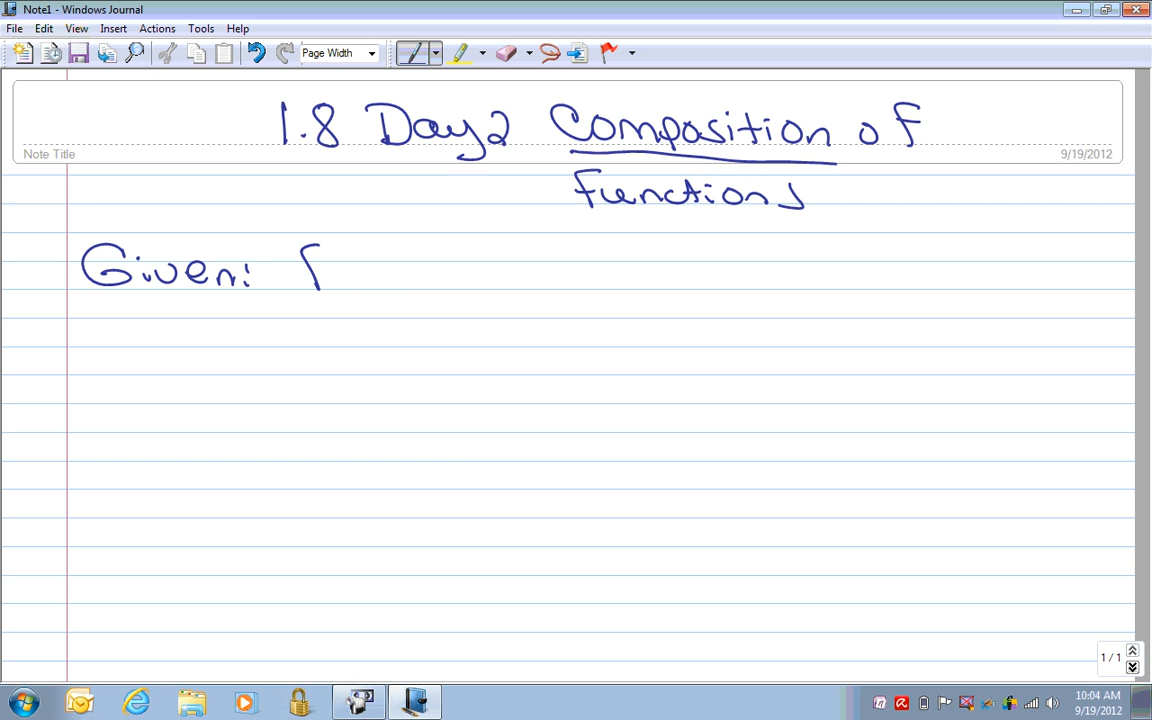 Note1 - Windows Journal
File Edit View Insert Actions Tools Help
Page Width
1.8 Day 2 Composition of
Note Title
9/19/2012
Functions
Given: f
1 / 1
10:04 AM
9/19/2012